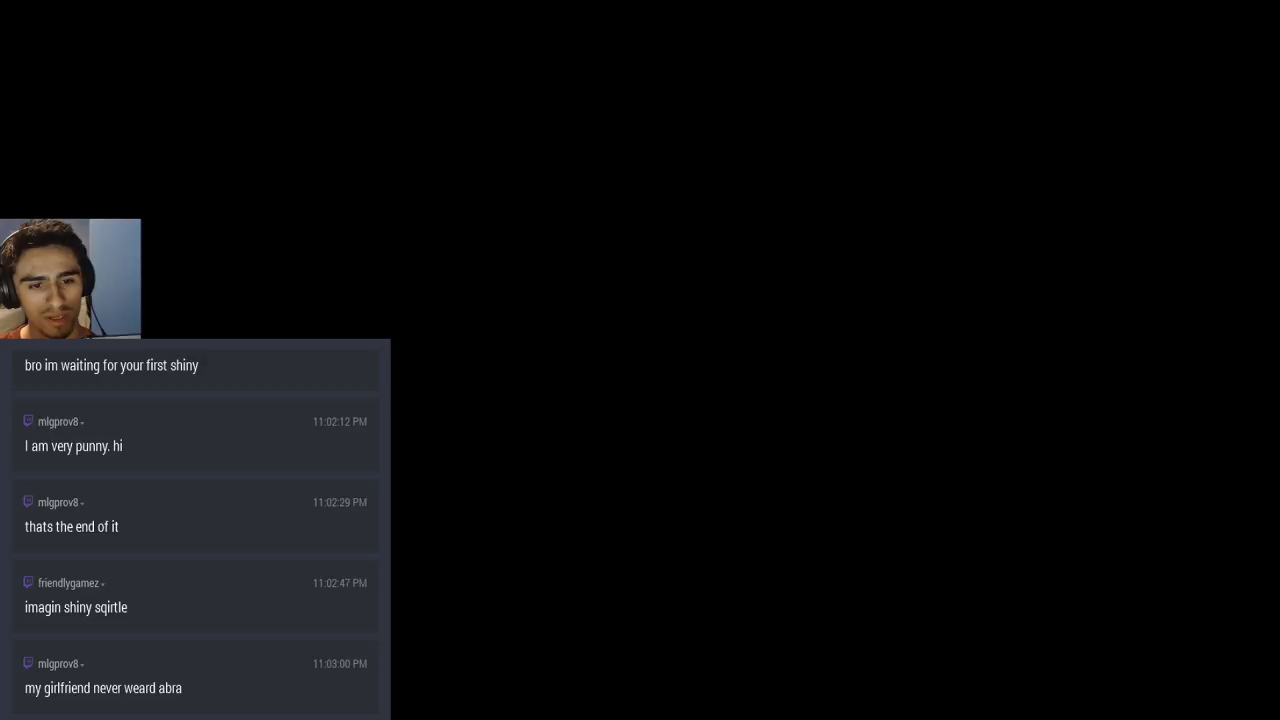 bro im waiting for your first shiny
mlgprov8 11:02:12 PM
I am very punny. hi
mlgprov8 11:02:29 PM
thats the end of it
friendlygamez 11:02:47 PM
imagin shiny sqirtle
mlgprov8 11:03:00 PM
my girlfriend never weard abra